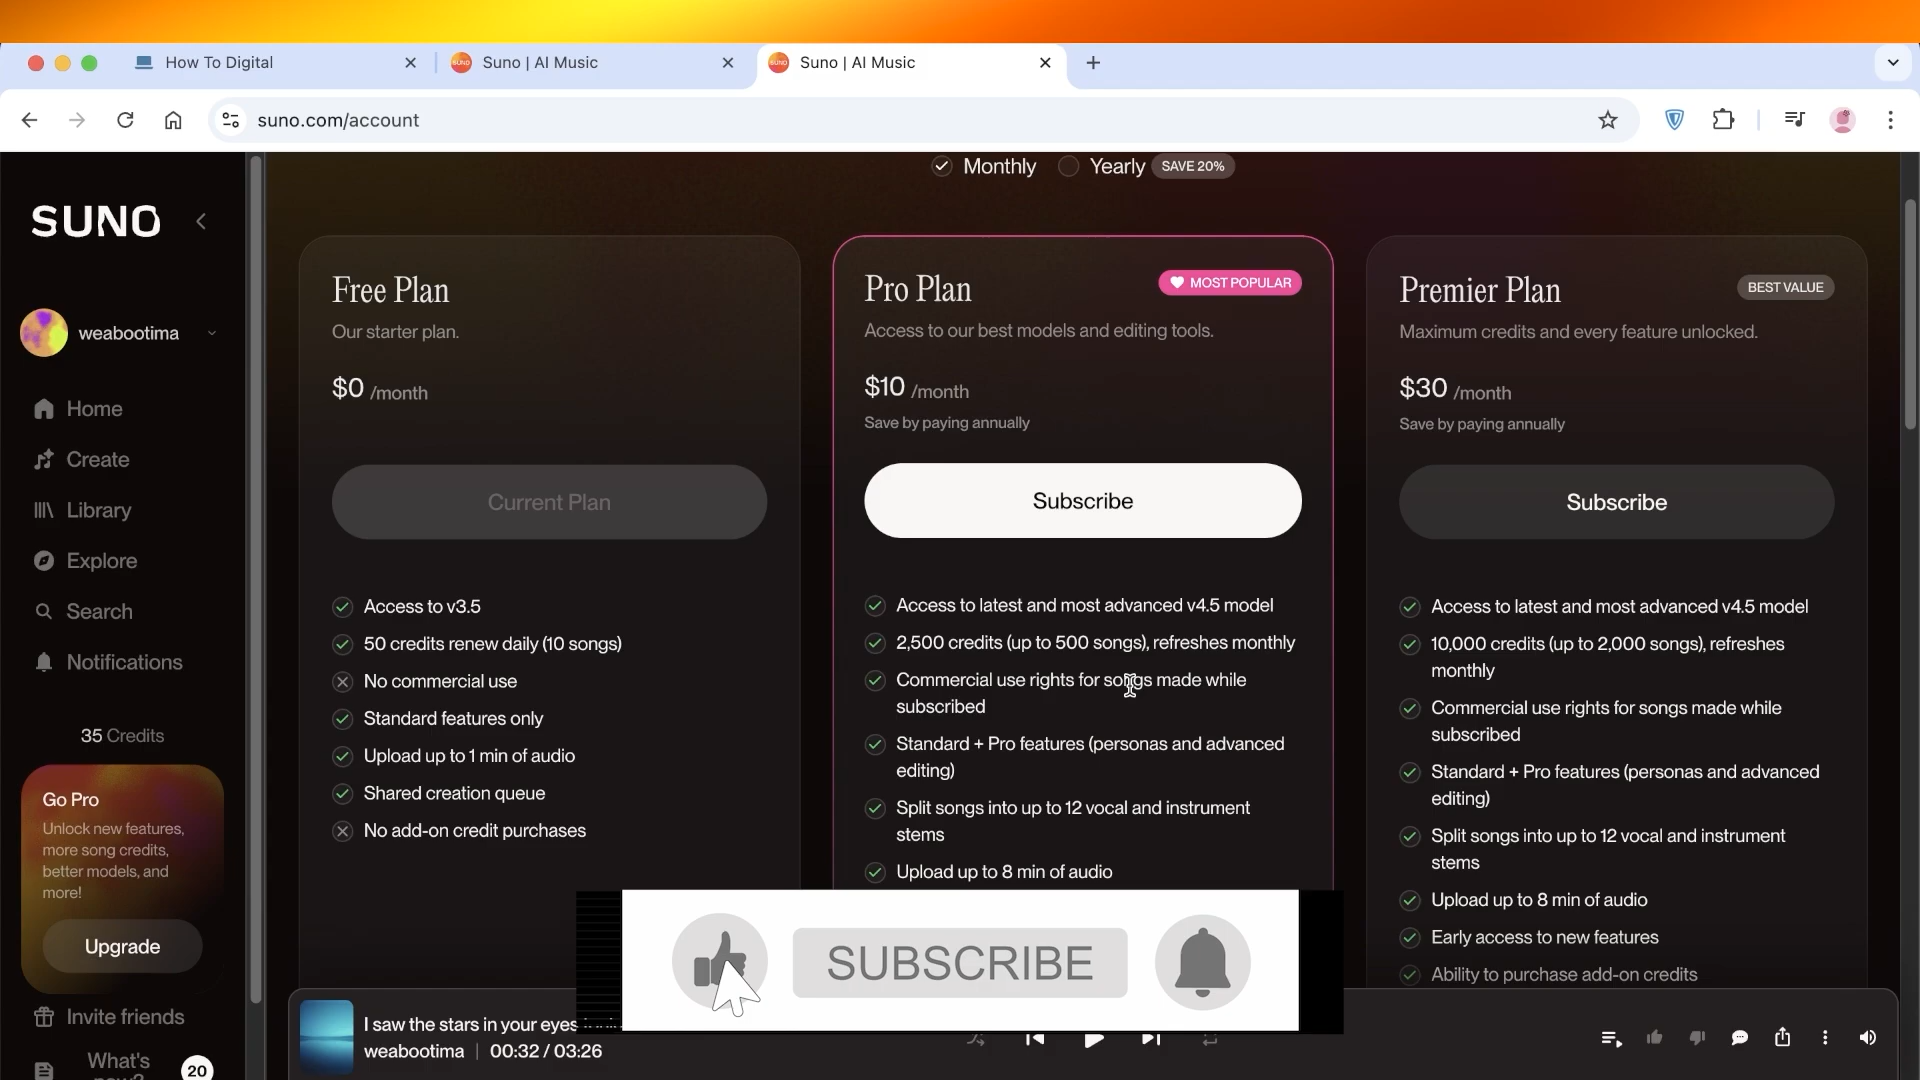 How To Digital
Suno | AI Music
Suno | AI Music
suno.com/account
Monthly
Yearly
SAVE 20%
SUNO
weabootima
Home
Create
Library
Explore
Search
Notifications
35 Credits
Go Pro
Unlock new features,
more song credits,
better models, and
more!
Upgrade
Invite friends
What's
20
Free Plan
Our starter plan.
$0 /month
Current Plan
Access to v3.5
50 credits renew daily (10 songs)
No commercial use
Standard features only
Upload up to 1 min of audio
Shared creation queue
No add-on credit purchases
Pro Plan
MOST POPULAR
Access to our best models and editing tools.
$10 /month
Save by paying annually
Subscribe
Access to latest and most advanced v4.5 model
2,500 credits (up to 500 songs), refreshes monthly
Commercial use rights for songs made while
subscribed
Standard + Pro features (personas and advanced
editing)
Split songs into up to 12 vocal and instrument
stems
Upload up to 8 min of audio
Premier Plan
BEST VALUE
Maximum credits and every feature unlocked.
$30 /month
Save by paying annually
Subscribe
Access to latest and most advanced v4.5 model
10,000 credits (up to 2,000 songs), refreshes
monthly
Commercial use rights for songs made while
subscribed
Standard + Pro features (personas and advanced
editing)
Split songs into up to 12 vocal and instrument
stems
Upload up to 8 min of audio
Early access to new features
Ability to purchase add-on credits
SUBSCRIBE
I saw the stars in your eyes
weabootima | 00:32 / 03:26